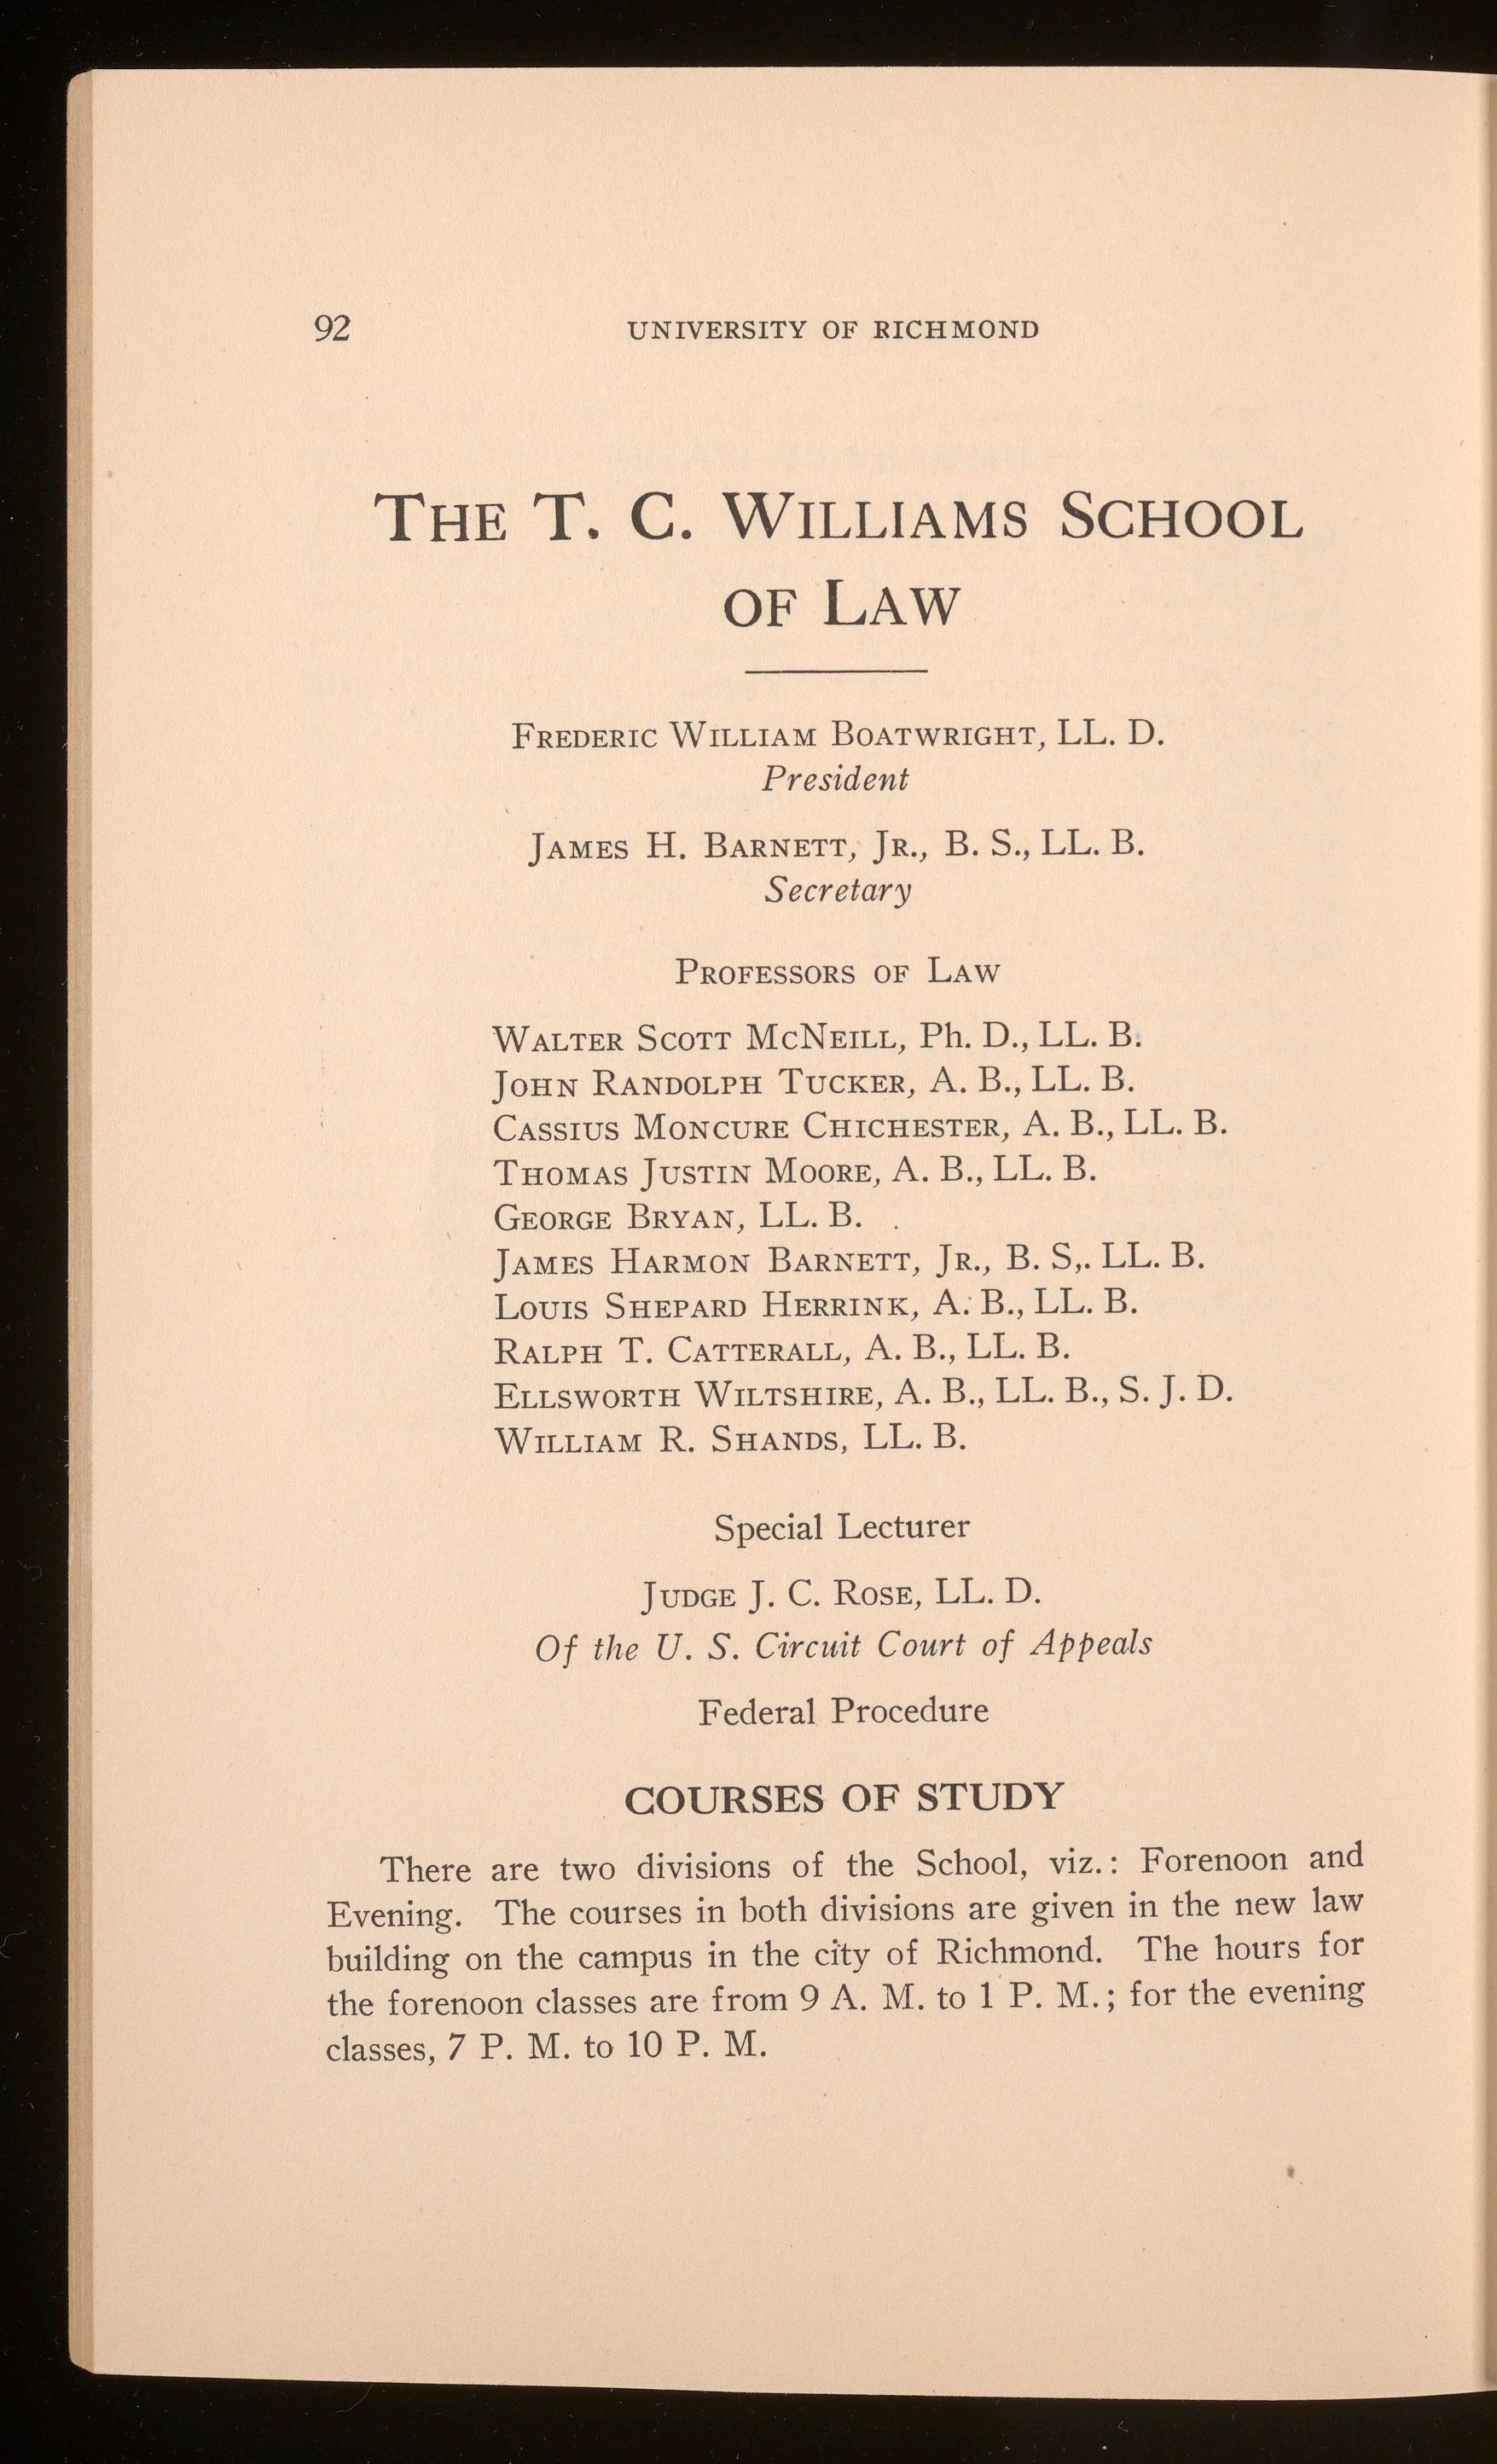 92 UNIVERSITY OF RICHMOND
THE T. C. WILLIAMS SCHOOL
OF LAW
FREDERIC WILLIAM BOATWRIGHT, LL. D.
President
JAMES H. BARNETT, JR., B. S., LL. B.
Secretary
PROFESSORS OF LAW
WALTER SCOTT MCNEILL, Ph. D., LL. B.
JOHN RANDOLPH TUCKER, A. B., LL. B.
CASSIUS MONCURE CHICHESTER, A. B., LL. B.
THOMAS JUSTIN MOORE, A. B., LL. B.
GEORGE BRYAN, LL. B.
JAMES HARMON BARNETT, JR., B. S,. LL. B.
LOUIS SHEPARD HERRINK, A. B., LL. B.
RALPH T. CATTERALL, A. B., LL. B.
ELLSWORTH WILTSHIRE, A. B., LL. B., S. J. D.
WILLIAM R. SHANDS, LL. B.
Special Lecturer
JUDGE J. C. ROSE, LL. D.
Of the U. S. Circuit Court of Appeals
Federal Procedure
COURSES OF STUDY
There are two divisions of the School, viz.: Forenoon and
Evening. The courses in both divisions are given in the new law
building on the campus in the city of Richmond. The hours for
the forenoon classes are from 9 A. M. to 1 P. M.; for the evening
classes, 7 P. M. to 10 P. M.